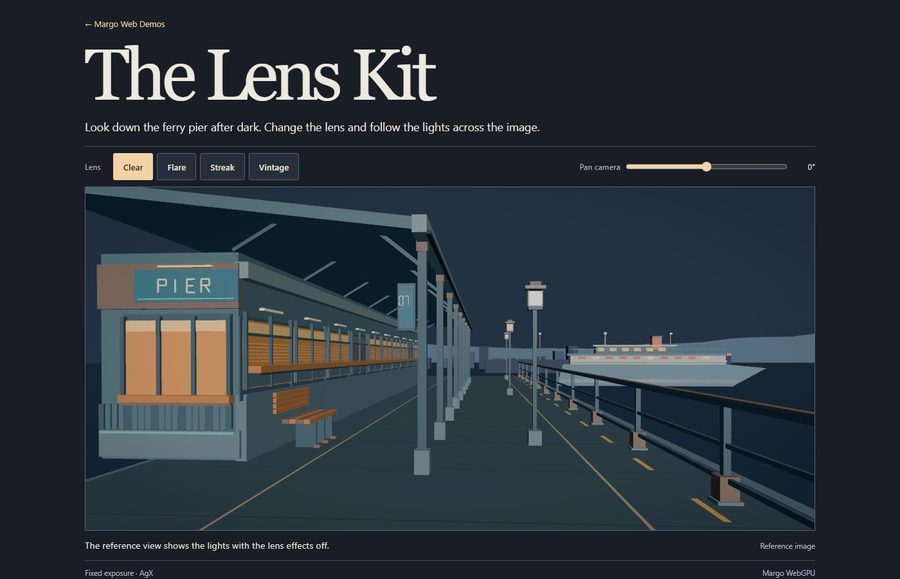 ← Margo Web Demos
The Lens Kit
Look down the ferry pier after dark. Change the lens and follow the lights across the image.
Lens Clear Flare Streak Vintage Pan camera 0°
PIER
07
The reference view shows the lights with the lens effects off. Reference image
Fixed exposure · AgX Margo WebGPU